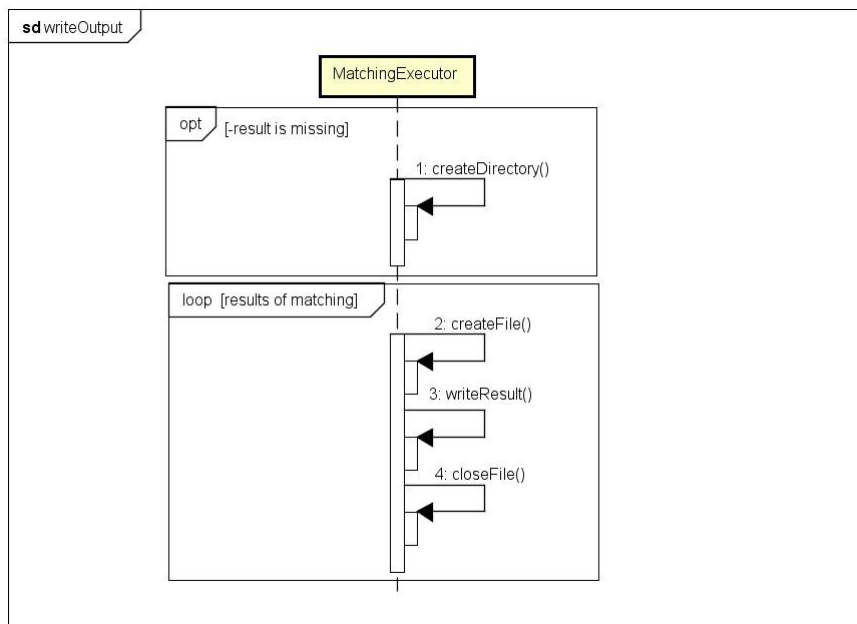 sd writeOutput
MatchingExecutor
opt
[-result is missing]
1: createDirectory()
loop [results of matching]
2: createFile()
3: writeResult()
4: closeFile()